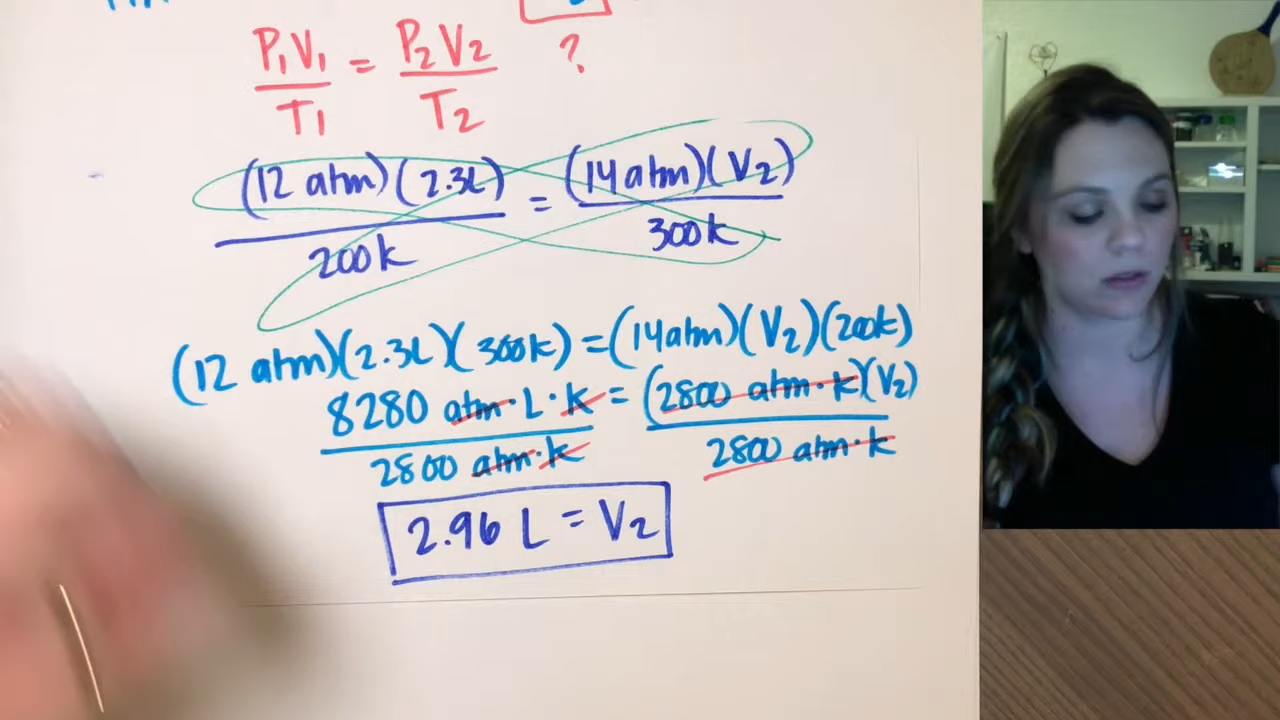 P₁V₁ / T₁ = P₂V₂ / T₂ ?
(12 atm)(2.3L) / 200k = (14 atm)(V₂) / 300k
(12 atm)(2.3L)(300k) = (14atm)(V₂)(200k)
8280 atm·L·k / 2800 atm·k = (2800 atm·k)(V₂) / 2800 atm·k
2.96 L = V₂